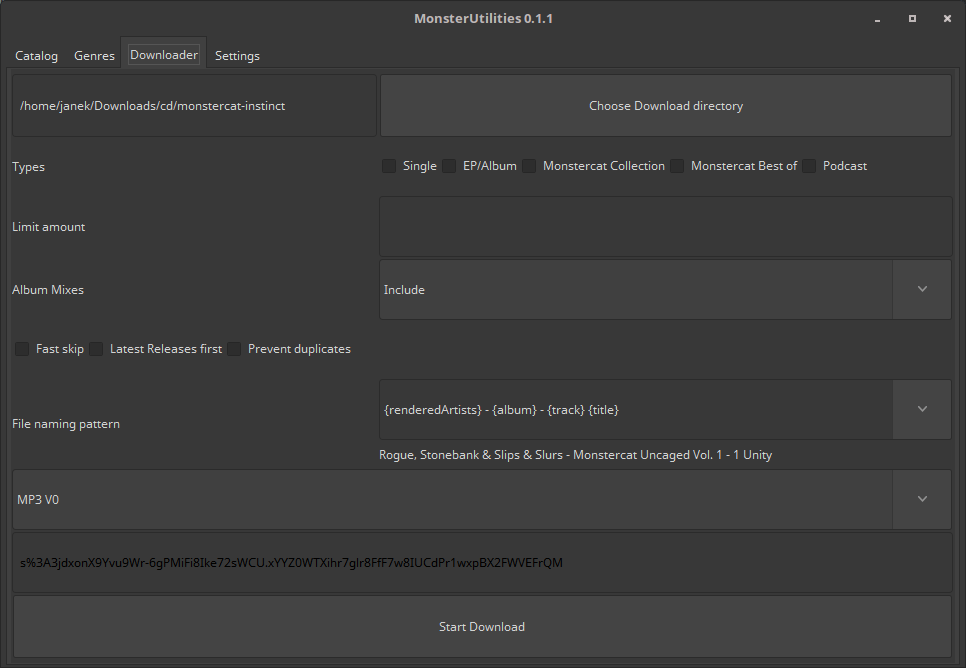 MonsterUtilities 0.1.1
Catalog Genres Downloader Settings
/home/janek/Downloads/cd/monstercat-instinct Choose Download directory
Types Single EP/Album Monstercat Collection Monstercat Best of Podcast
Limit amount
Album Mixes Include
Fast skip Latest Releases first Prevent duplicates
File naming pattern {renderedArtists} - {album} - {track} {title}
Rogue, Stonebank & Slips & Slurs - Monstercat Uncaged Vol. 1 - 1 Unity
MP3 V0
s%3A3jdxonX9Yvu9Wr-6gPMiFi8Ike72sWCU.xYYZ0WTXihr7glr8FfF7w8IUCdPr1wxpBX2FWVEFrQM
Start Download